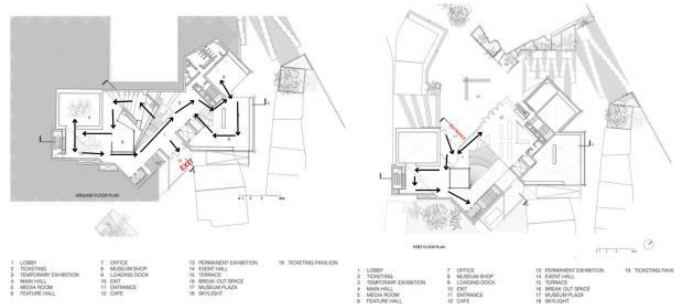 EXIT
GROUND FLOOR PLAN
1 LOBBY
2 TICKETING
3 TEMPORARY EXHIBITION
4 MAIN HALL
5 MEDIA ROOM
6 FEATURE HALL
7 OFFICE
8 MUSEUM SHOP
9 LOADING DOCK
10 EXIT
11 ENTRANCE
12 CAFE
13 PERMANENT EXHIBITION
14 EVENT HALL
15 TERRACE
16 BREAK OUT SPACE
17 MUSEUM PLAZA
18 SKYLIGHT
19 TICKETING PAVILION
ENTRANCE
FIRST FLOOR PLAN
1 LOBBY
2 TICKETING
3 TEMPORARY EXHIBITION
4 MAIN HALL
5 MEDIA ROOM
6 FEATURE HALL
7 OFFICE
8 MUSEUM SHOP
9 LOADING DOCK
10 EXIT
11 ENTRANCE
12 CAFE
13 PERMANENT EXHIBITION
14 EVENT HALL
15 TERRACE
16 BREAK OUT SPACE
17 MUSEUM PLAZA
18 SKYLIGHT
19 TICKETING PAVILION